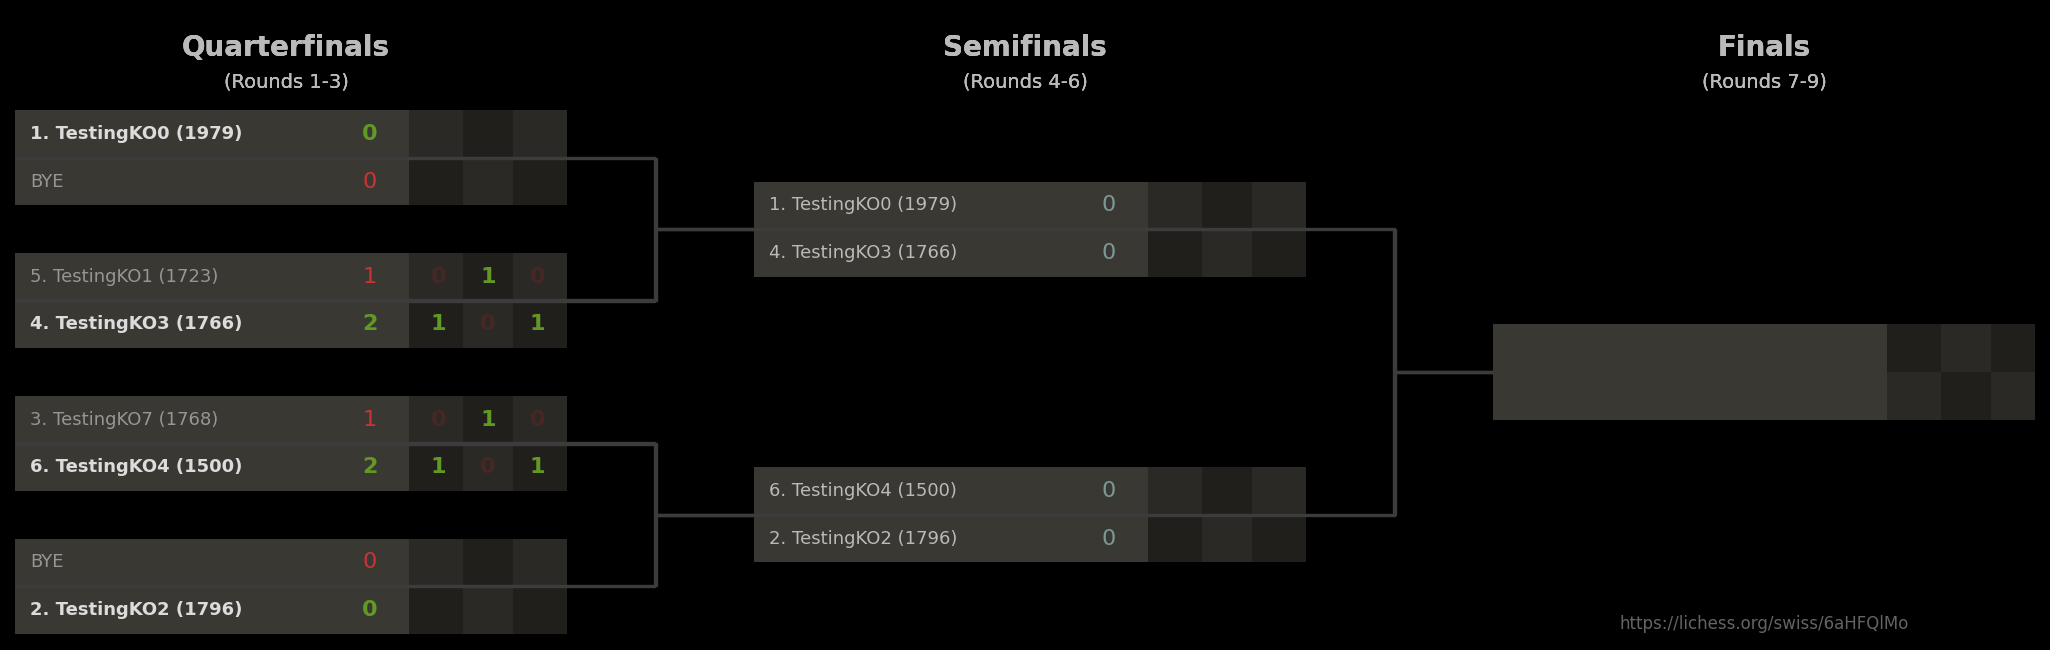 Quarterfinals
(Rounds 1-3)
1. TestingKO0 (1979) 0
BYE 0
5. TestingKO1 (1723) 1 0 1 0
4. TestingKO3 (1766) 2 1 0 1
3. TestingKO7 (1768) 1 0 1 0
6. TestingKO4 (1500) 2 1 0 1
BYE 0
2. TestingKO2 (1796) 0
Semifinals
(Rounds 4-6)
1. TestingKO0 (1979) 0
4. TestingKO3 (1766) 0
6. TestingKO4 (1500) 0
2. TestingKO2 (1796) 0
Finals
(Rounds 7-9)
https://lichess.org/swiss/6aHFQlMo